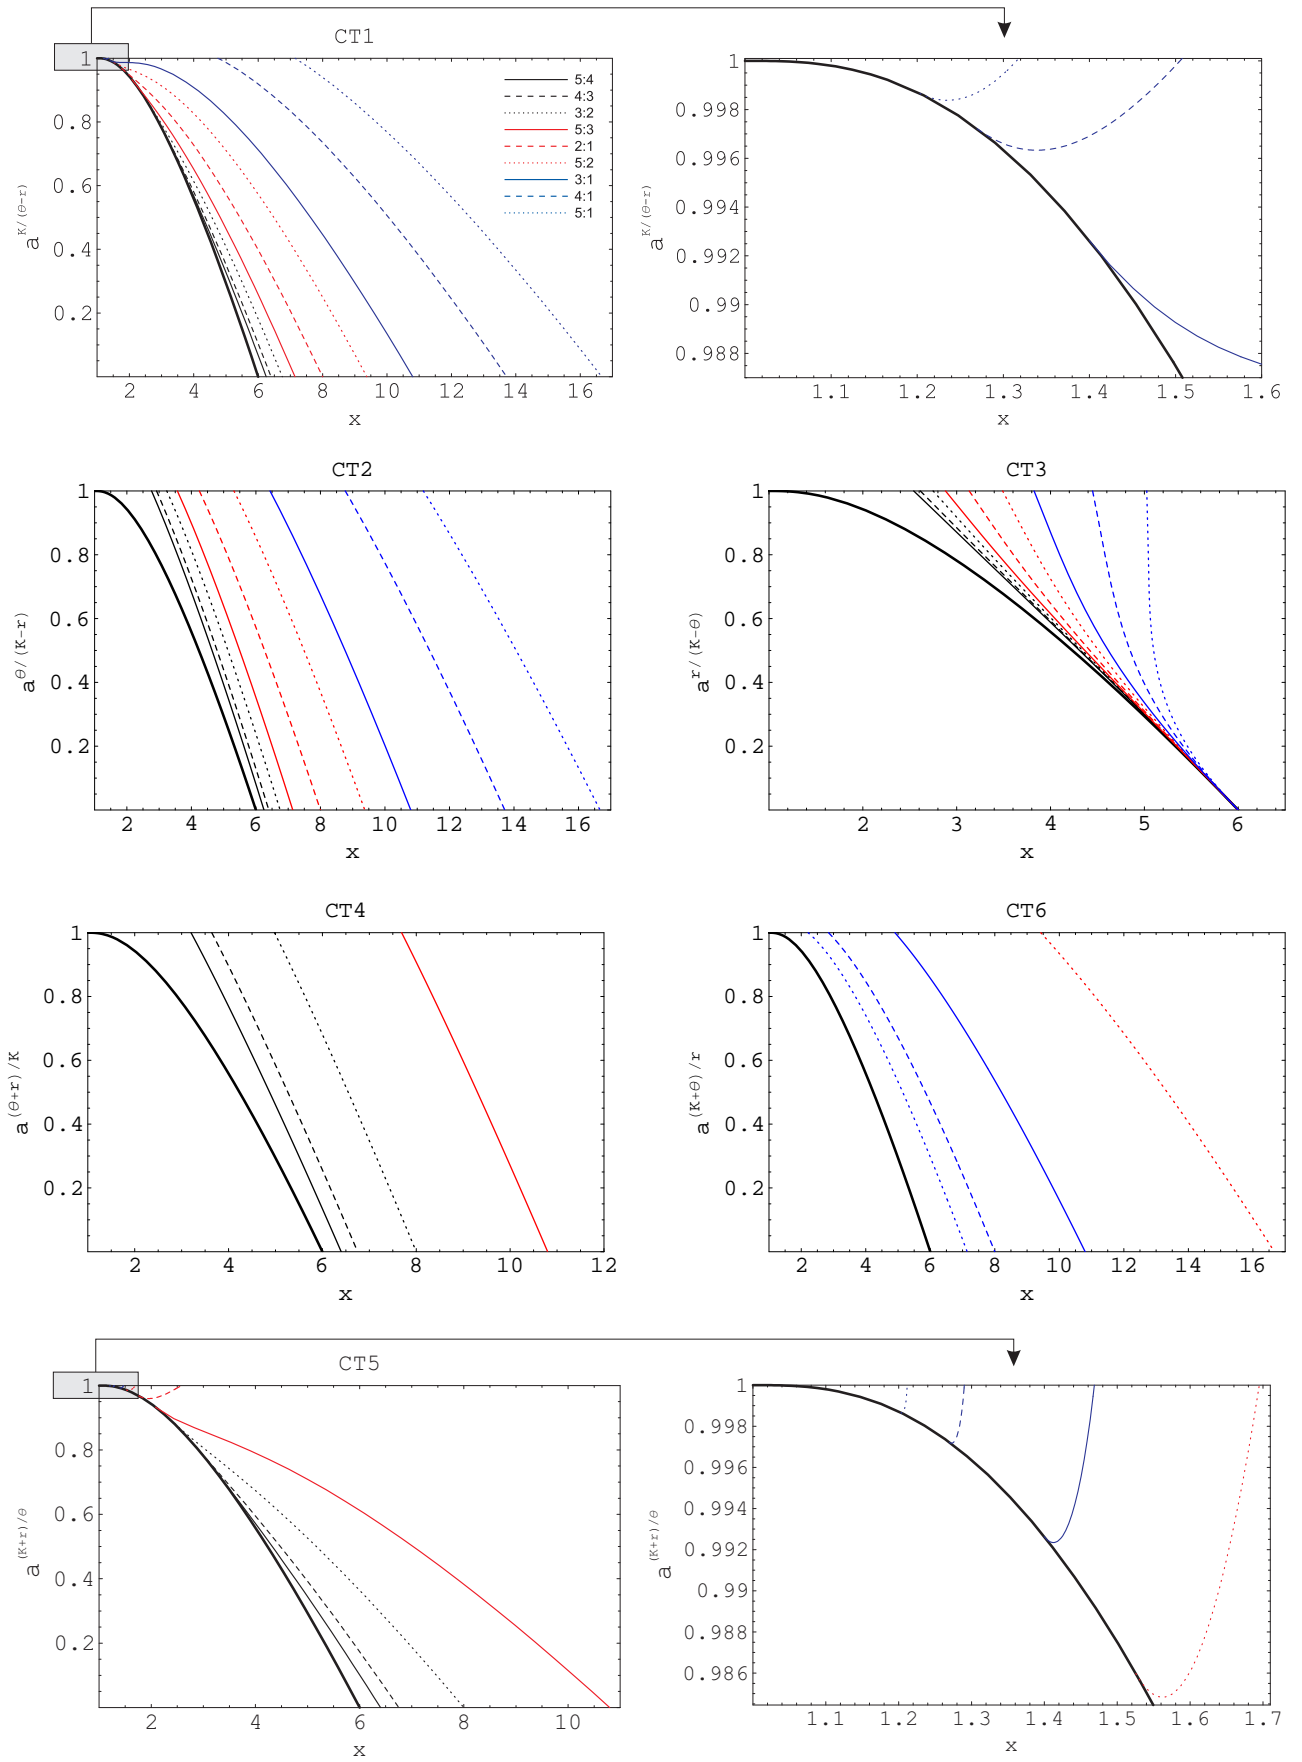 CT1
1
0.8
0.6
0.4
0.2
a^K/(θ-r)
2 4 6 8 10 12 14 16
x
5:4
4:3
3:2
5:3
2:1
5:2
3:1
4:1
5:1
1
0.998
0.996
0.994
0.992
0.99
0.988
a^K/(θ-r)
1.1 1.2 1.3 1.4 1.5 1.6
x
CT2
1
0.8
0.6
0.4
0.2
a^θ/(K-r)
2 4 6 8 10 12 14 16
x
CT3
1
0.8
0.6
0.4
0.2
a^r/(K-θ)
2 3 4 5 6
x
CT4
1
0.8
0.6
0.4
0.2
a^(θ+r)/K
2 4 6 8 10 12
x
CT6
1
0.8
0.6
0.4
0.2
a^(K+θ)/r
2 4 6 8 10 12 14 16
x
CT5
1
0.8
0.6
0.4
0.2
a^(K+r)/θ
2 4 6 8 10
x
1
0.998
0.996
0.994
0.992
0.99
0.988
0.986
a^(K+r)/θ
1.1 1.2 1.3 1.4 1.5 1.6 1.7
x